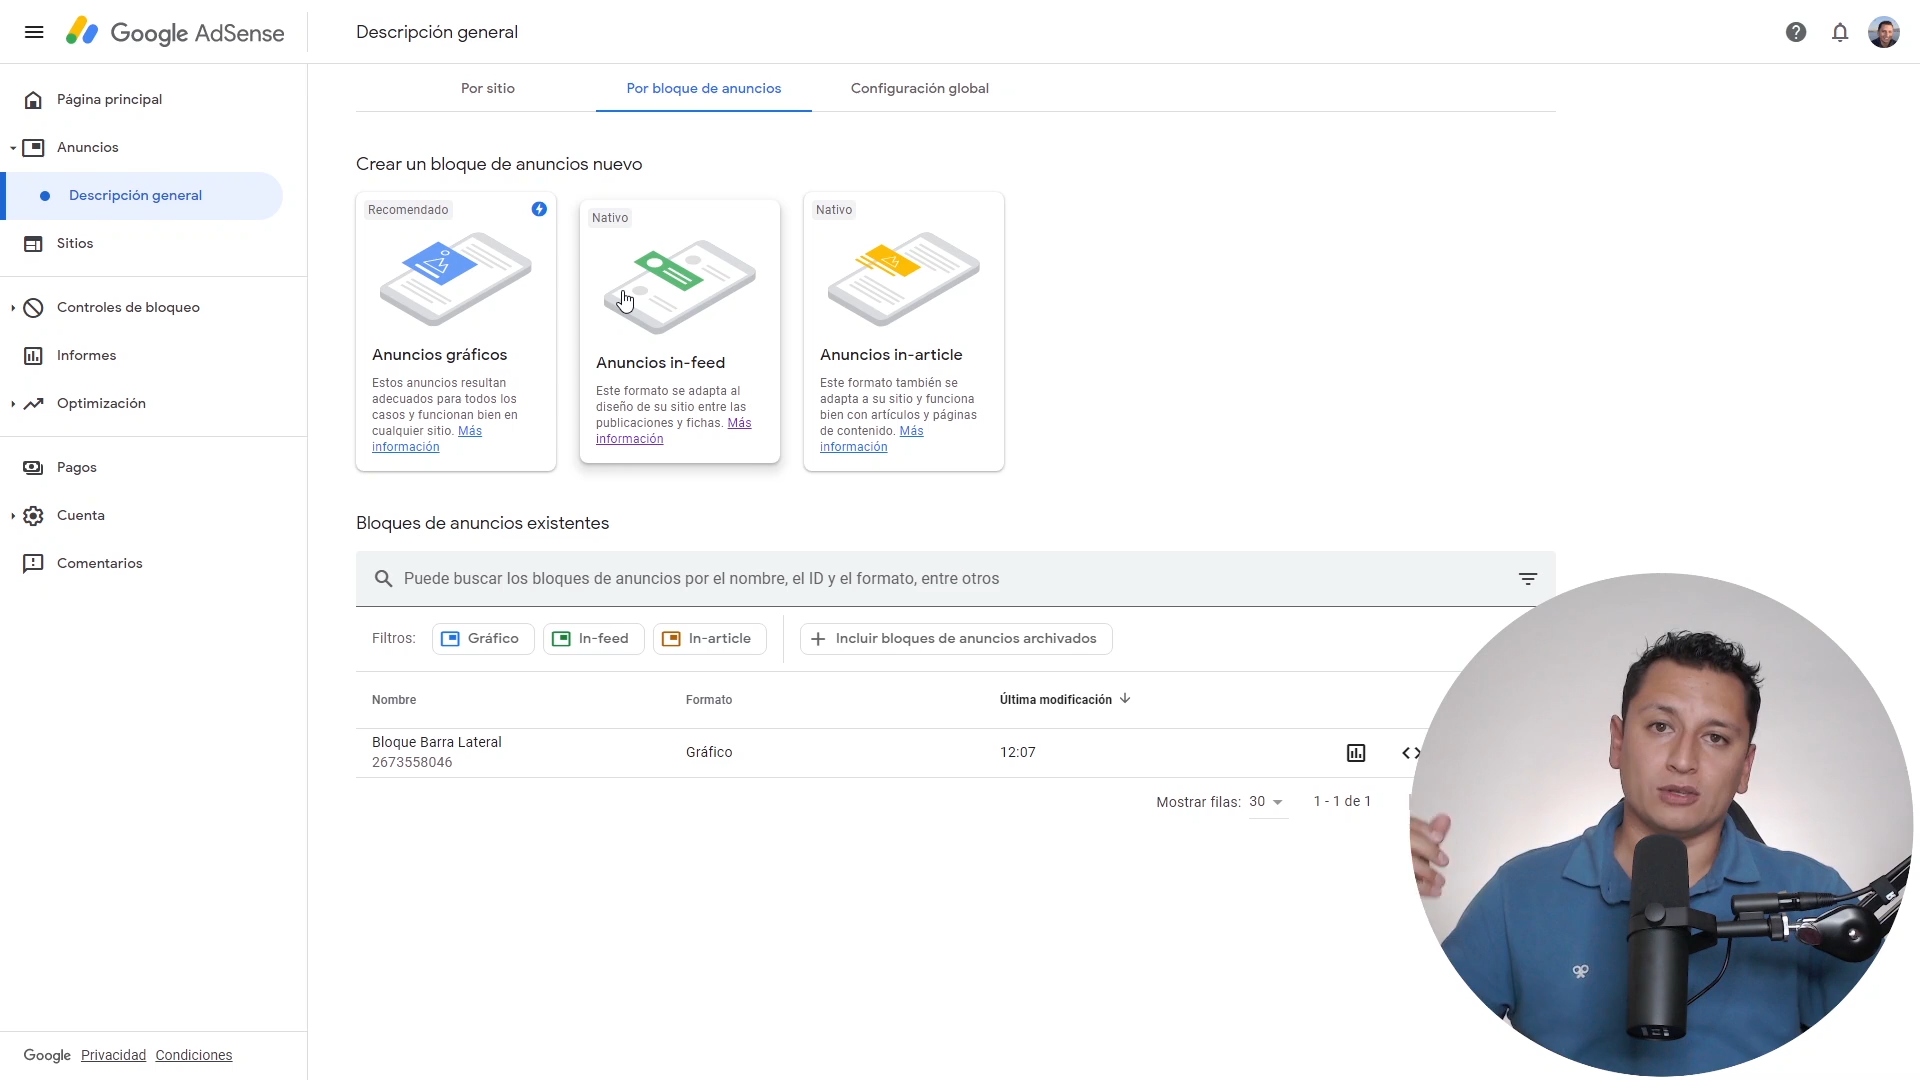 Google AdSense
Descripción general
Página principal
Anuncios
Descripción general
Sitios
Controles de bloqueo
Informes
Optimización
Pagos
Cuenta
Comentarios
Google Privacidad Condiciones
Por sitio
Por bloque de anuncios
Configuración global
Crear un bloque de anuncios nuevo
Recomendado
Anuncios gráficos
Estos anuncios resultan
adecuados para todos los
casos y funcionan bien en
cualquier sitio. Más
información
Nativo
Anuncios in-feed
Este formato se adapta al
diseño de su sitio entre las
publicaciones y fichas. Más
información
Nativo
Anuncios in-article
Este formato también se
adapta a su sitio y funciona
bien con artículos y páginas
de contenido. Más
información
Bloques de anuncios existentes
Puede buscar los bloques de anuncios por el nombre, el ID y el formato, entre otros
Filtros: Gráfico In-feed In-article Incluir bloques de anuncios archivados
Nombre Formato Última modificación
Bloque Barra Lateral Gráfico 12:07
2673558046
Mostrar filas: 30 1 - 1 de 1